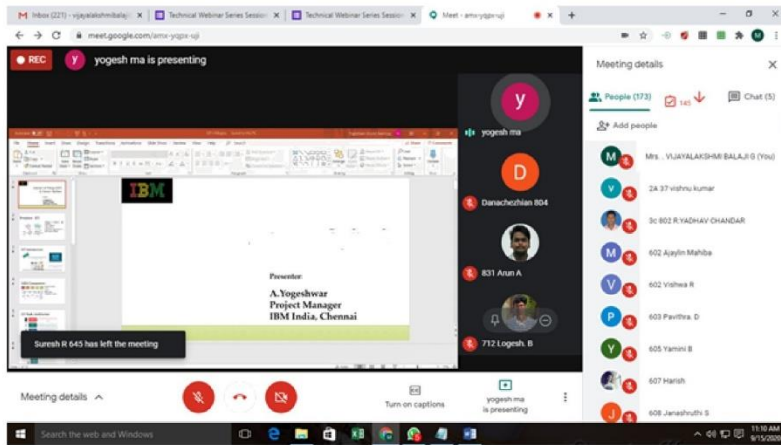 Inbox (221) - vijayalakshmibalaji
Technical Webinar Series Session
Technical Webinar Series Session
Meet - amx-yqpx-uji
meet.google.com/amx-yqpx-uji
REC
y
yogesh ma is presenting
IBM
Presenter:
A.Yogeshwar
Project Manager
IBM India, Chennai
Suresh R 645 has left the meeting
y
yogesh ma
D
Danachezhian 804
831 Arun A
712 Logesh. B
Meeting details
People (173)
145
Chat (5)
Add people
M
Mrs... VIJAYALAKSHMI BALAJI G (You)
V
2A 37 vishnu kumar
3c 802 R.YADHAV CHANDAR
M
602 Ajaylin Mahiba
V
602 Vishwa R
P
603 Pavithra. D
Y
605 Yamini B
607 Harish
J
608 Janashruthi S
Meeting details
Turn on captions
yogesh ma
is presenting
Search the web and Windows
11:10 AM